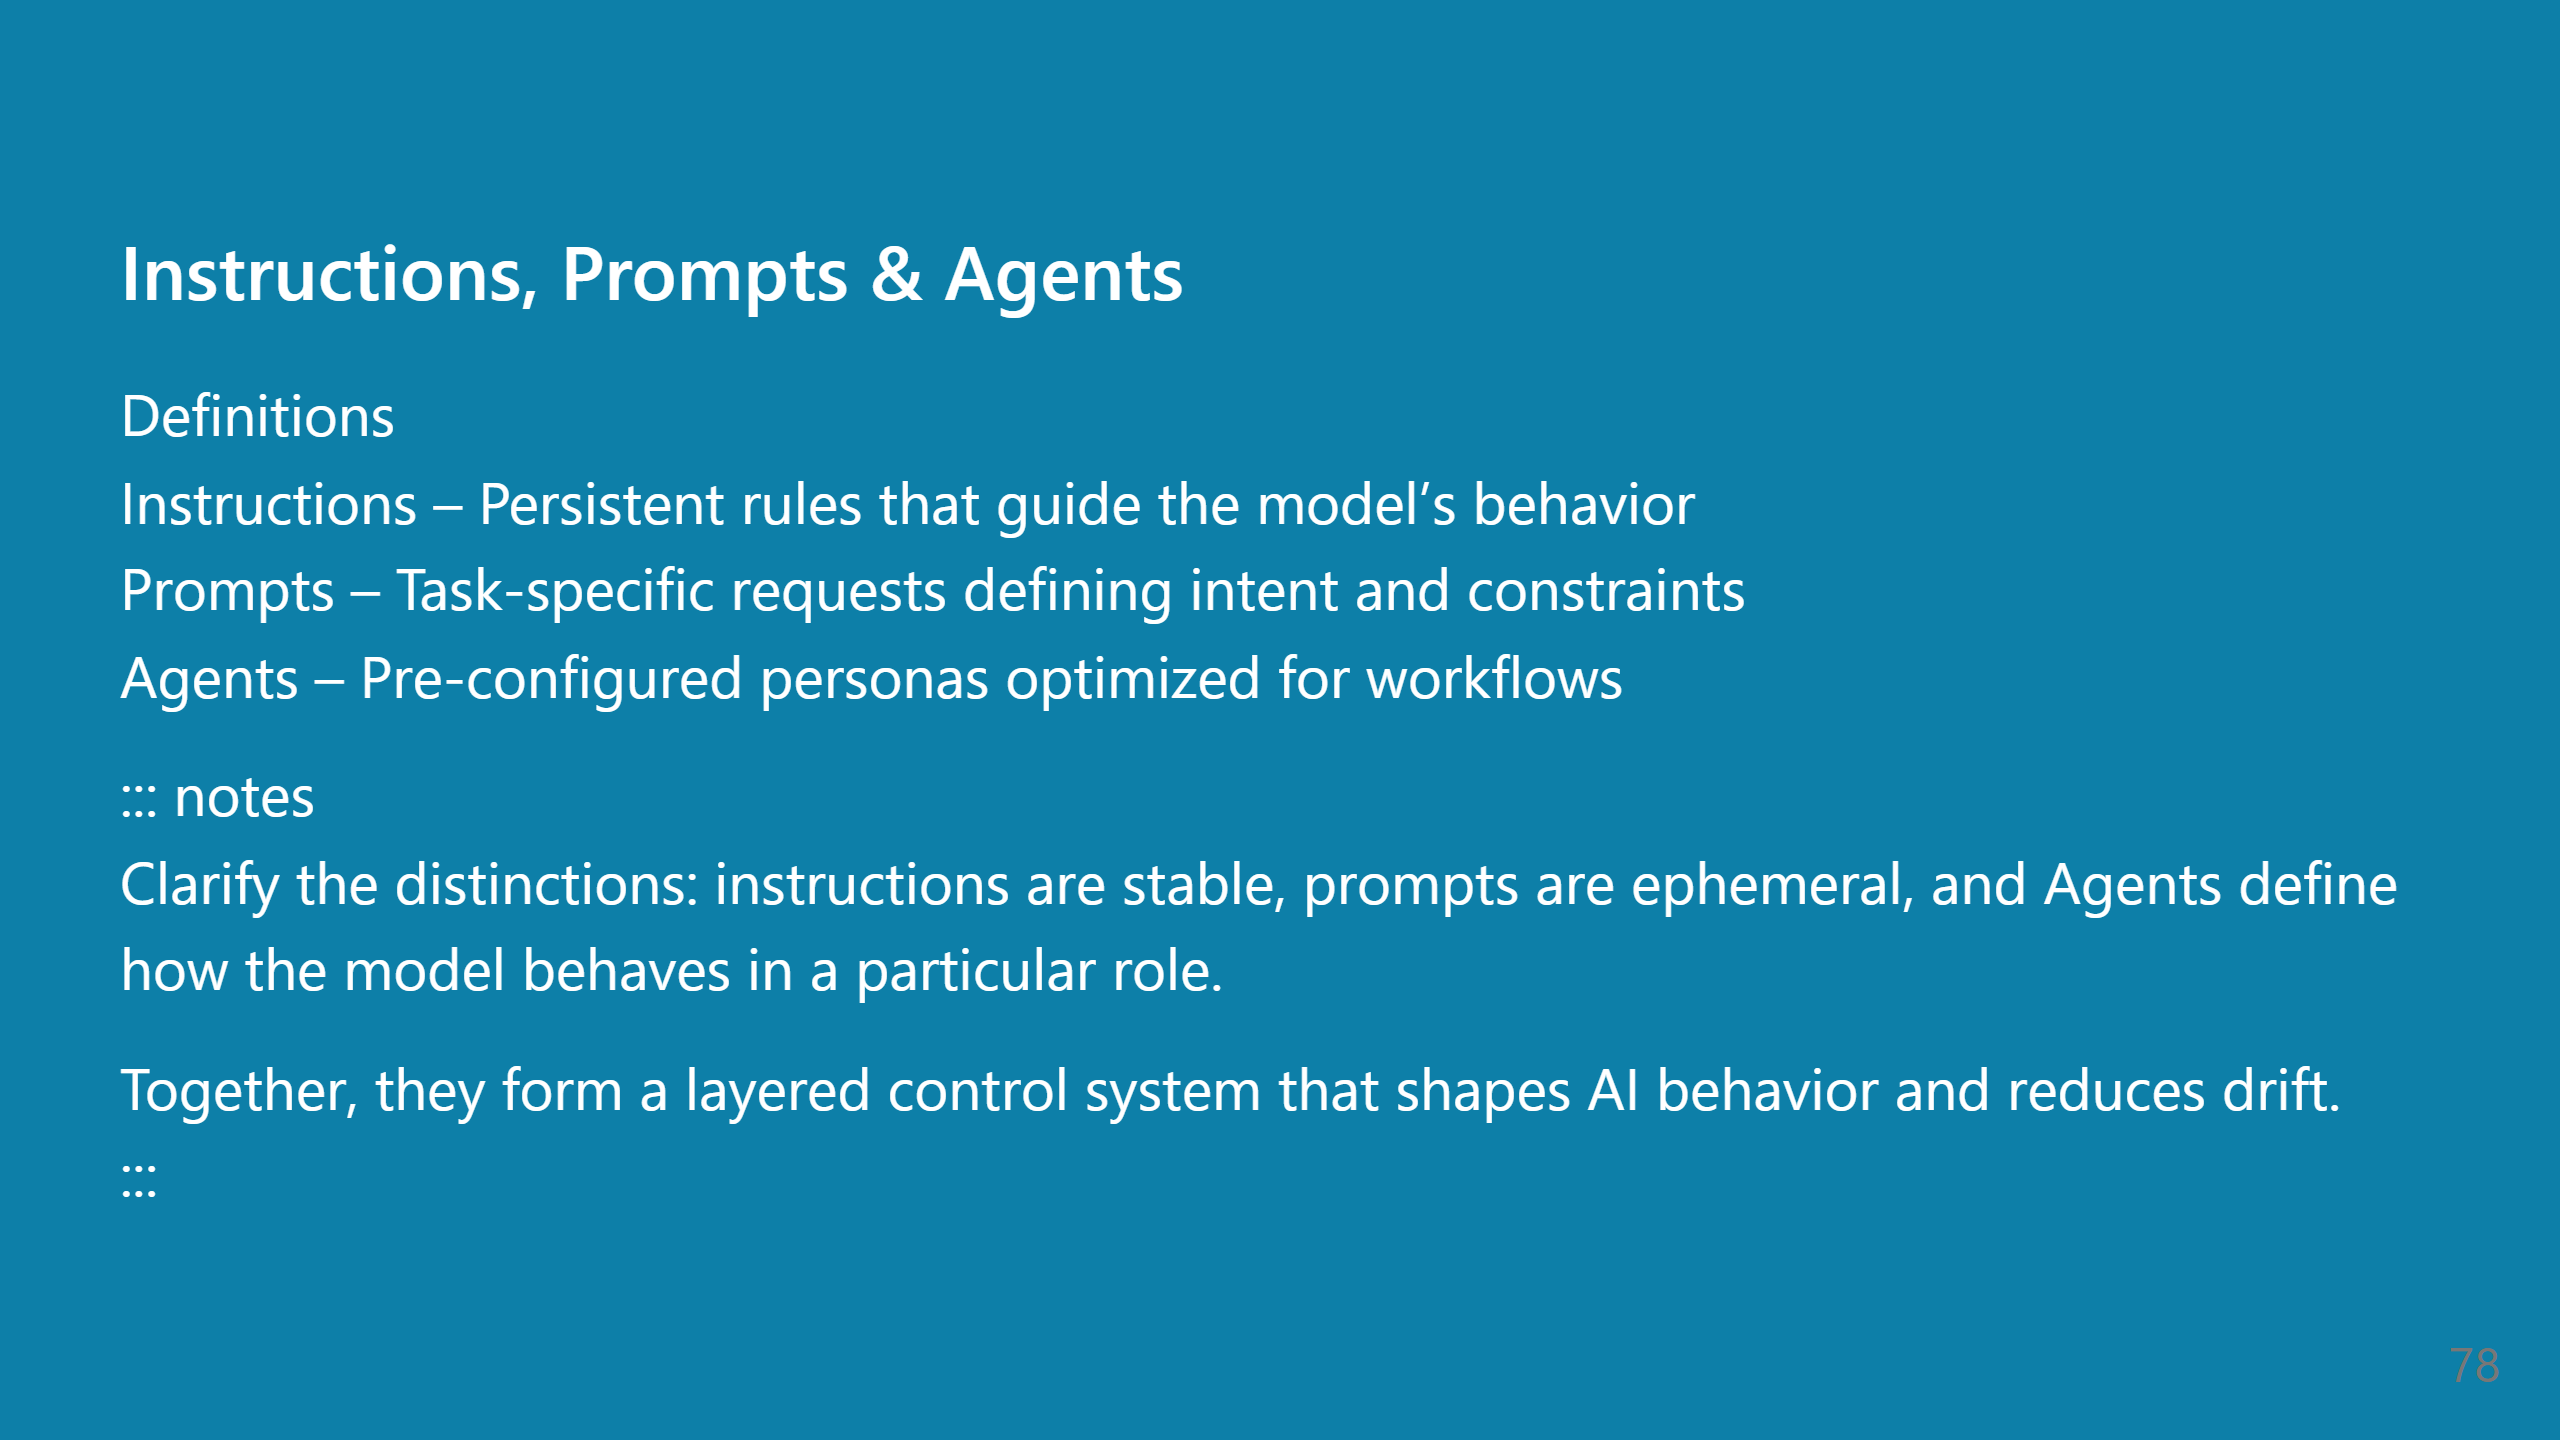 Instructions, Prompts & Agents
Definitions
Instructions – Persistent rules that guide the model’s behavior
Prompts – Task-specific requests defining intent and constraints
Agents – Pre-configured personas optimized for workflows
::: notes
Clarify the distinctions: instructions are stable, prompts are ephemeral, and Agents define
how the model behaves in a particular role.
Together, they form a layered control system that shapes AI behavior and reduces drift.
:::
78